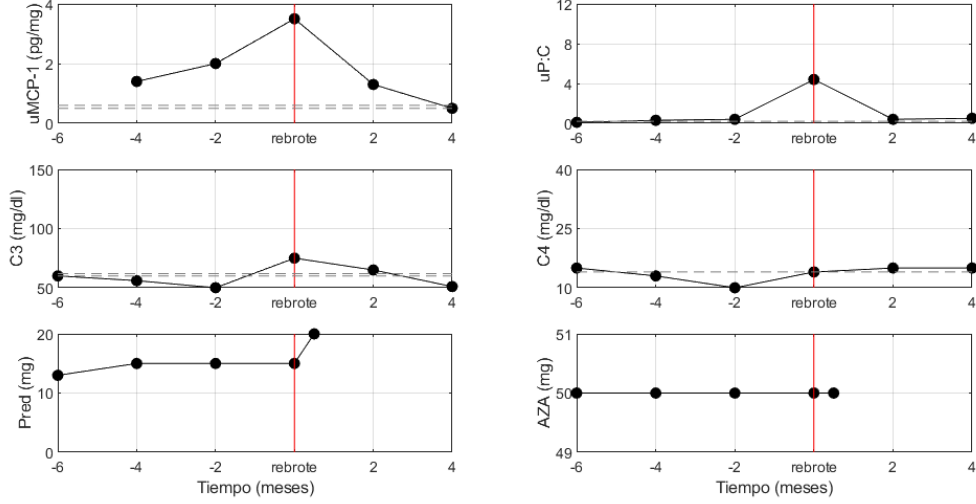 uMCP-1 (pg/mg)
4
2
0
-6 -4 -2 rebrote 2 4
uP:C
12
8
4
0
-6 -4 -2 rebrote 2 4
C3 (mg/dl)
150
100
50
-6 -4 -2 rebrote 2 4
C4 (mg/dl)
40
25
10
-6 -4 -2 rebrote 2 4
Pred (mg)
20
10
0
-6 -4 -2 rebrote 2 4
Tiempo (meses)
AZA (mg)
51
50
49
-6 -4 -2 rebrote 2 4
Tiempo (meses)